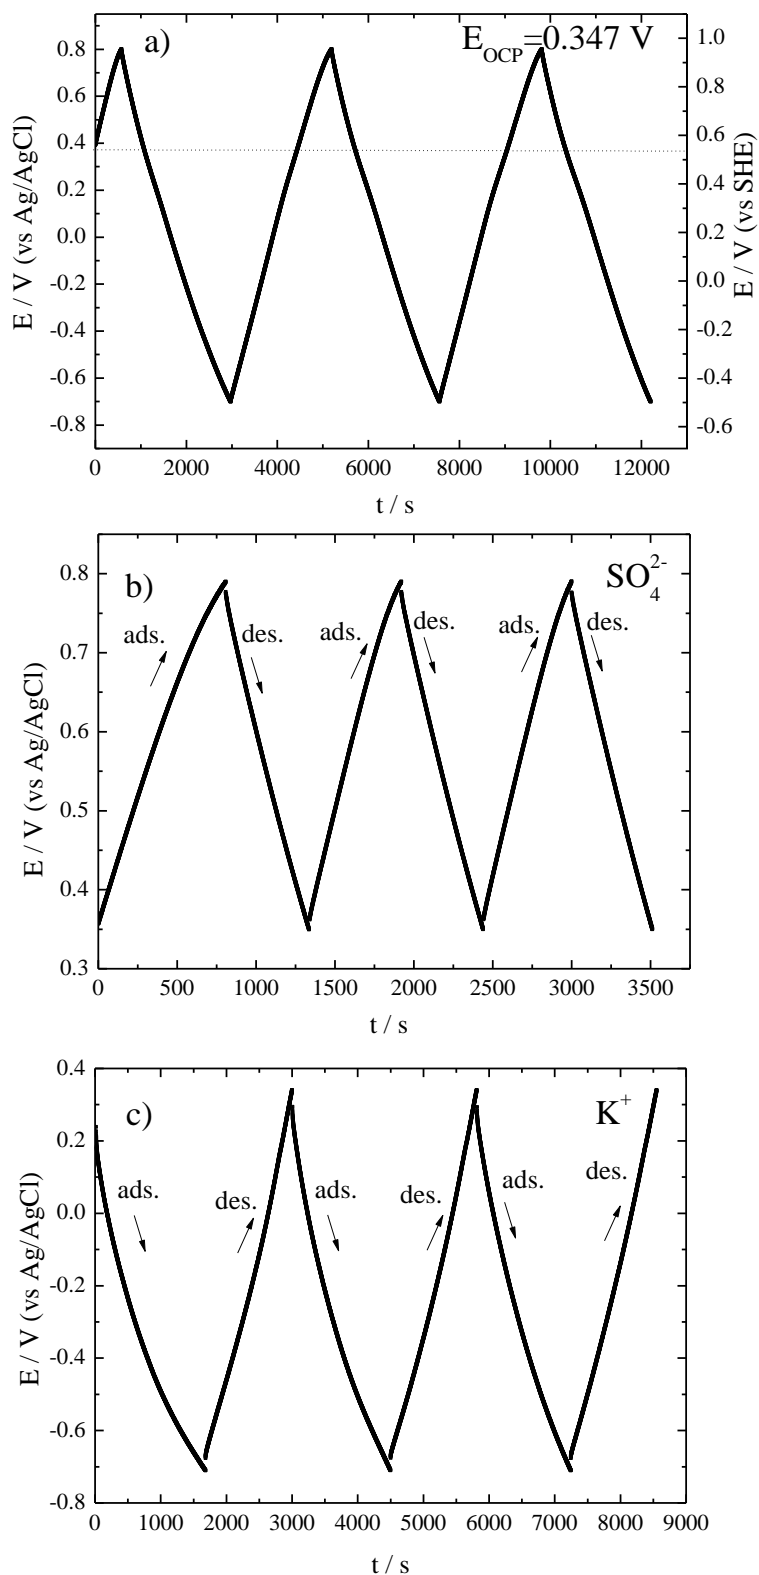 a)
E_OCP=0.347 V
E / V (vs Ag/AgCl)
0.8
0.6
0.4
0.2
0.0
-0.2
-0.4
-0.6
-0.8
1.0
0.8
0.6
0.4
0.2
0.0
-0.2
-0.4
-0.6
E / V (vs SHE)
0 2000 4000 6000 8000 10000 12000
t / s
b)
SO₄²⁻
E / V (vs Ag/AgCl)
0.8
0.7
0.6
0.5
0.4
0.3
ads. des. ads. des. ads. des.
0 500 1000 1500 2000 2500 3000 3500
t / s
c)
K⁺
E / V (vs Ag/AgCl)
0.4
0.2
0.0
-0.2
-0.4
-0.6
-0.8
ads. des. ads. des. ads. des.
0 1000 2000 3000 4000 5000 6000 7000 8000 9000
t / s